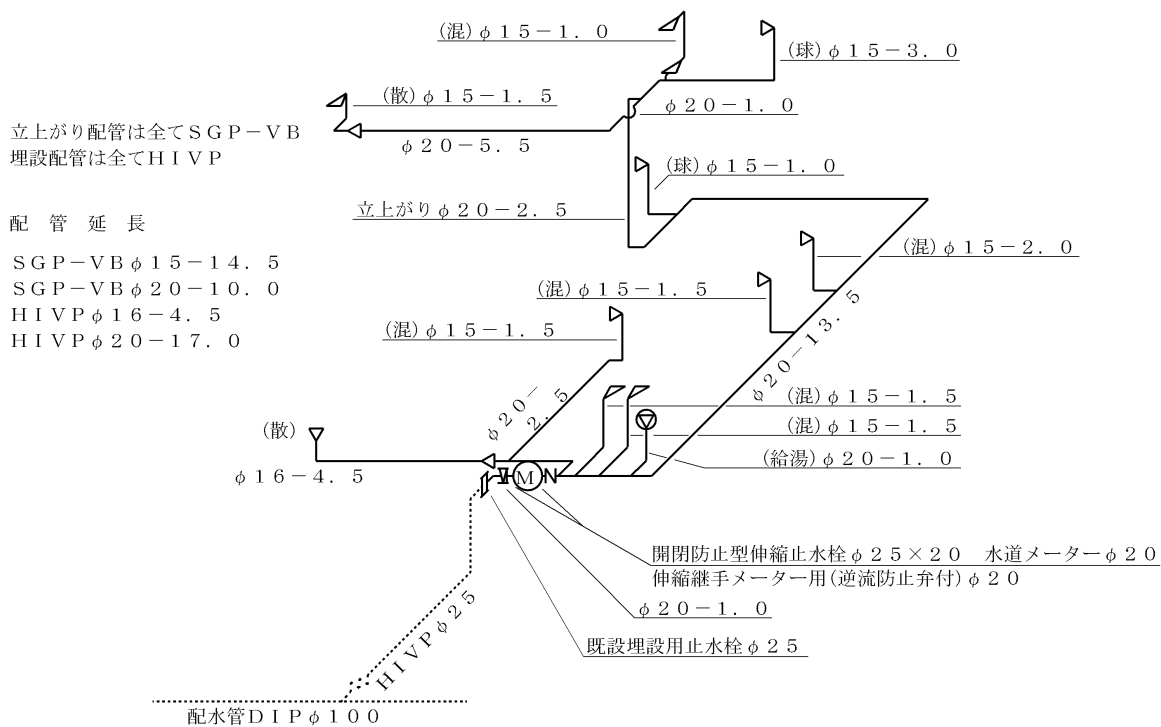 (混)φ１５－１．０
(球)φ１５－３．０
(散)φ１５－１．５
φ２０－１．０
立上がり配管は全てＳＧＰ－ＶＢ
埋設配管は全てＨＩＶＰ
φ２０－５．５
(球)φ１５－１．０
立上がりφ２０－２．５
配　管　延　長
(混)φ１５－２．０
ＳＧＰ－ＶＢφ１５－１４．５
ＳＧＰ－ＶＢφ２０－１０．０
ＨＩＶＰφ１６－４．５
ＨＩＶＰφ２０－１７．０
(混)φ１５－１．５
(混)φ１５－１．５
φ２０－１３．５
φ２０－
２．５
(混)φ１５－１．５
(混)φ１５－１．５
(給湯)φ２０－１．０
(散)
φ１６－４．５
M
N
開閉防止型伸縮止水栓φ２５×２０　水道メーターφ２０
伸縮継手メーター用(逆流防止弁付)φ２０
φ２０－１．０
既設埋設用止水栓φ２５
ＨＩＶＰφ２５
配水管ＤＩＰφ１００